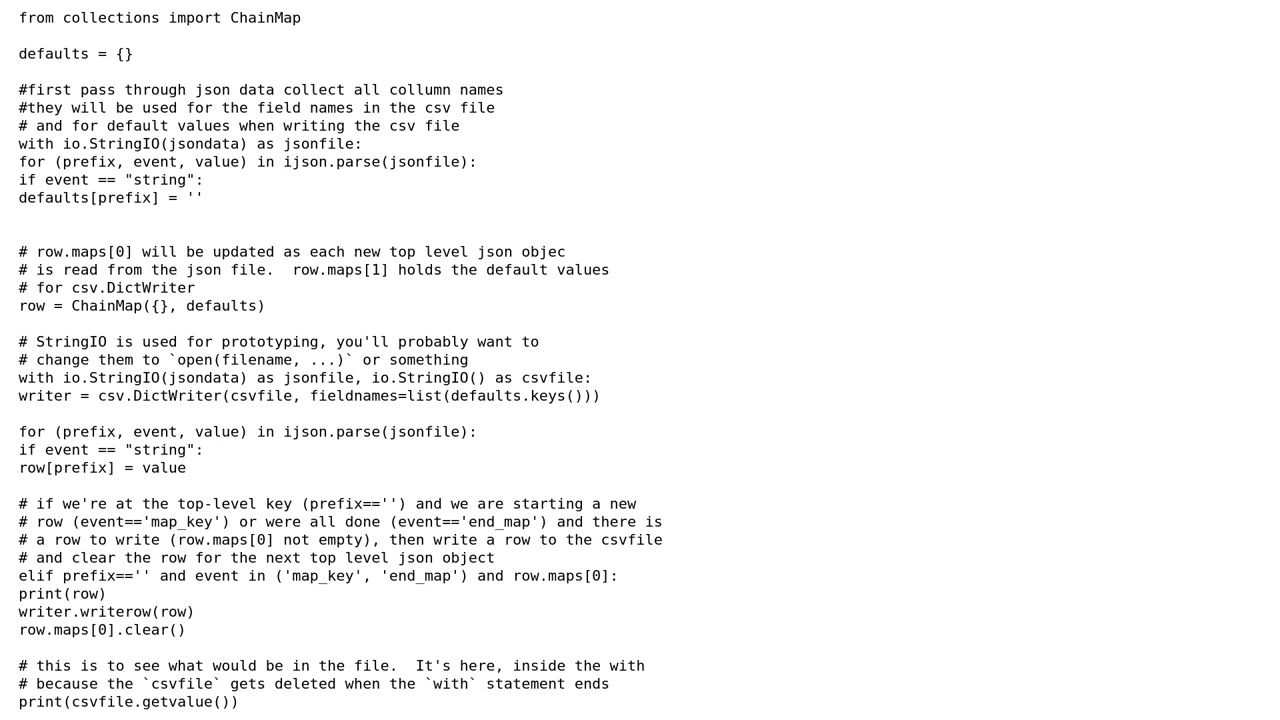 from collections import ChainMap
defaults = {}
#first pass through json data collect all collumn names
#they will be used for the field names in the csv file
# and for default values when writing the csv file
with io.StringIO(jsondata) as jsonfile:
for (prefix, event, value) in ijson.parse(jsonfile):
if event == "string":
defaults[prefix] = ''
# row.maps[0] will be updated as each new top level json objec
# is read from the json file.  row.maps[1] holds the default values
# for csv.DictWriter
row = ChainMap({}, defaults)
# StringIO is used for prototyping, you'll probably want to
# change them to `open(filename, ...)` or something
with io.StringIO(jsondata) as jsonfile, io.StringIO() as csvfile:
writer = csv.DictWriter(csvfile, fieldnames=list(defaults.keys()))
for (prefix, event, value) in ijson.parse(jsonfile):
if event == "string":
row[prefix] = value
# if we're at the top-level key (prefix=='') and we are starting a new
# row (event=='map_key') or were all done (event=='end_map') and there is
# a row to write (row.maps[0] not empty), then write a row to the csvfile
# and clear the row for the next top level json object
elif prefix=='' and event in ('map_key', 'end_map') and row.maps[0]:
print(row)
writer.writerow(row)
row.maps[0].clear()
# this is to see what would be in the file.  It's here, inside the with
# because the `csvfile` gets deleted when the `with` statement ends
print(csvfile.getvalue())